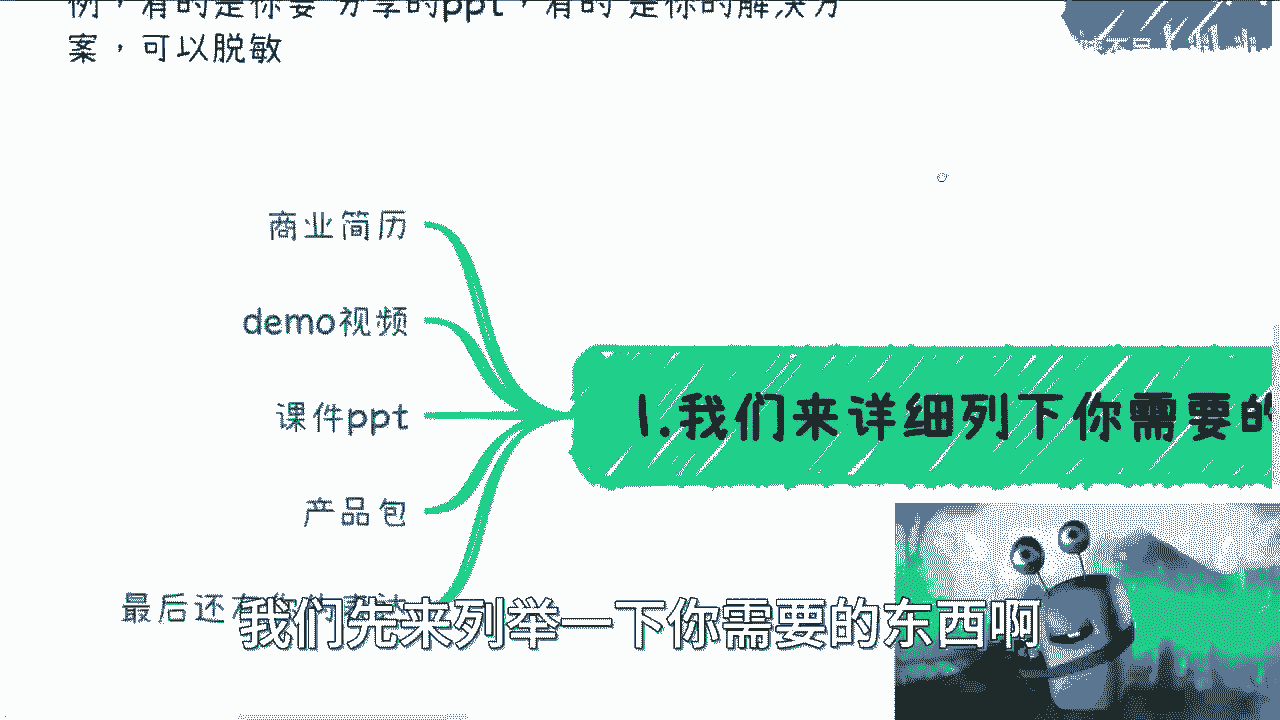 例，有的是你要 分享的ppt，有的 是你的解决方
案，可以脱敏
商业简历
demo视频
课件ppt
产品包
最后还有
1.我们来详细列下你需要的
我们先来列举一下你需要的东西啊